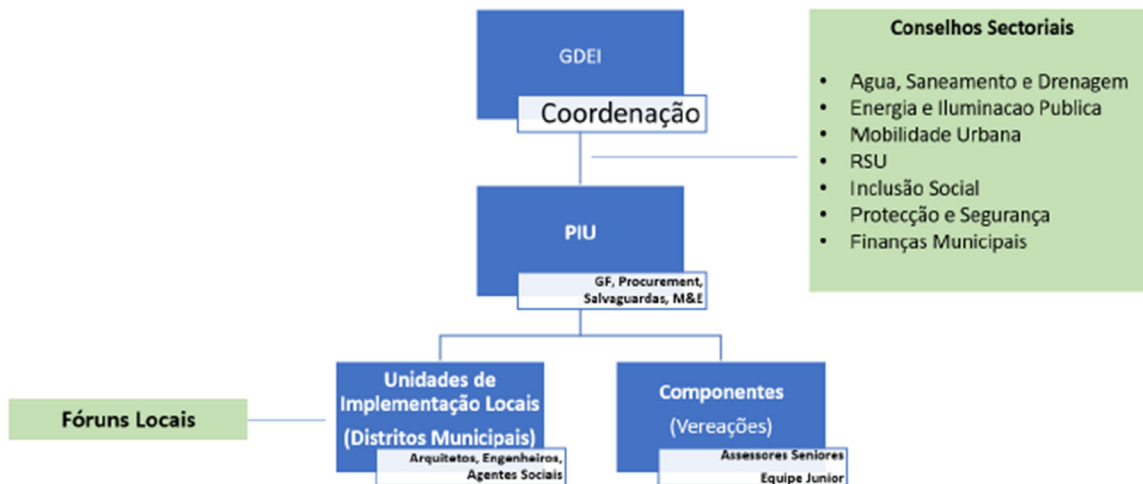 GDEI
Coordenação
Conselhos Sectoriais
• Agua, Saneamento e Drenagem
• Energia e Iluminacao Publica
• Mobilidade Urbana
• RSU
• Inclusão Social
• Protecção e Segurança
• Finanças Municipais
PIU
GF, Procurement,
Salvaguardas, M&E
Fóruns Locais
Unidades de
Implementação Locais
(Distritos Municipais)
Arquitetos, Engenheiros,
Agentes Sociais
Componentes
(Vereações)
Assessores Seniores
Equipe Junior